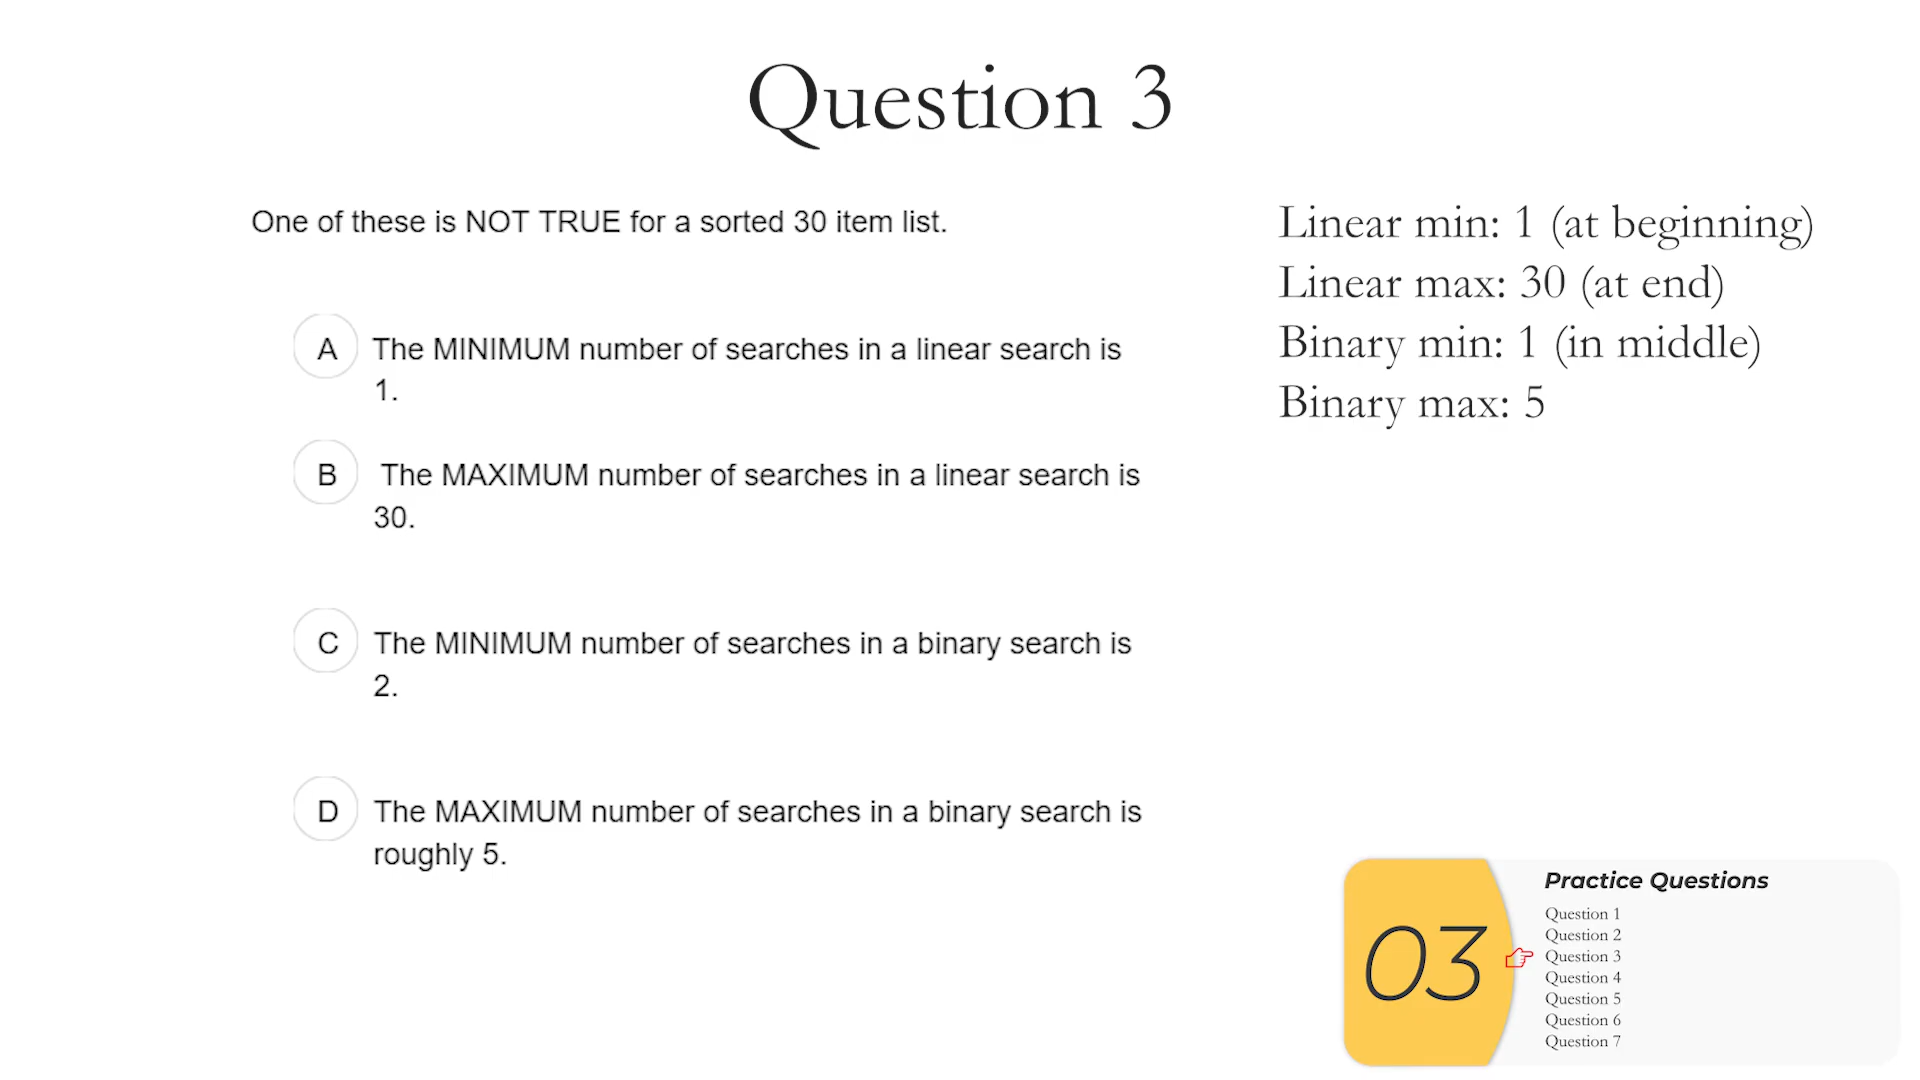 Question 3
One of these is NOT TRUE for a sorted 30 item list.
A The MINIMUM number of searches in a linear search is
1.
B The MAXIMUM number of searches in a linear search is
30.
C The MINIMUM number of searches in a binary search is
2.
D The MAXIMUM number of searches in a binary search is
roughly 5.
Linear min: 1 (at beginning)
Linear max: 30 (at end)
Binary min: 1 (in middle)
Binary max: 5
03
Practice Questions
Question 1
Question 2
Question 3
Question 4
Question 5
Question 6
Question 7